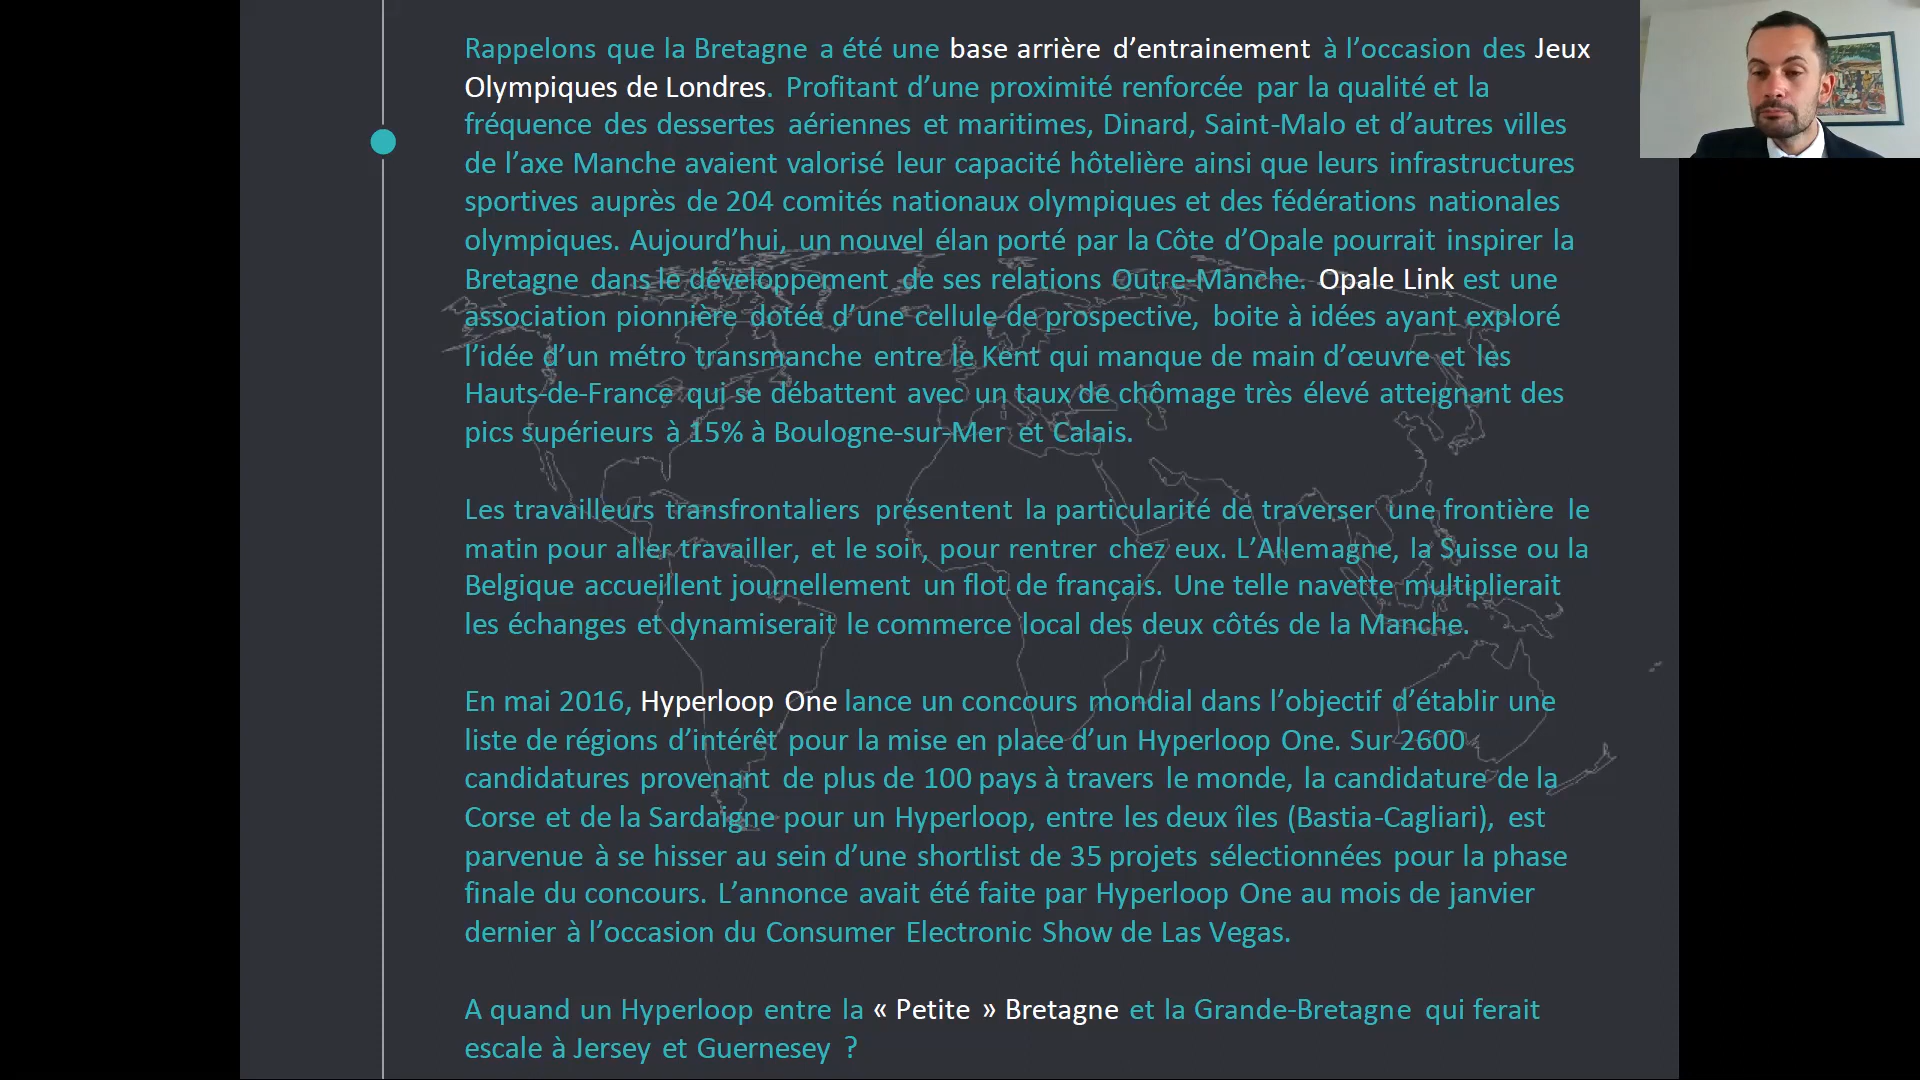 Rappelons que la Bretagne a été une base arrière d’entrainement à l’occasion des Jeux
Olympiques de Londres. Profitant d’une proximité renforcée par la qualité et la
fréquence des dessertes aériennes et maritimes, Dinard, Saint-Malo et d’autres villes
de l’axe Manche avaient valorisé leur capacité hôtelière ainsi que leurs infrastructures
sportives auprès de 204 comités nationaux olympiques et des fédérations nationales
olympiques. Aujourd’hui, un nouvel élan porté par la Côte d’Opale pourrait inspirer la
Bretagne dans le développement de ses relations Outre-Manche. Opale Link est une
association pionnière dotée d’une cellule de prospective, boite à idées ayant exploré
l’idée d’un métro transmanche entre le Kent qui manque de main d’œuvre et les
Hauts-de-France qui se débattent avec un taux de chômage très élevé atteignant des
pics supérieurs à 15% à Boulogne-sur-Mer et Calais.
Les travailleurs transfrontaliers présentent la particularité de traverser une frontière le
matin pour aller travailler, et le soir, pour rentrer chez eux. L’Allemagne, la Suisse ou la
Belgique accueillent journellement un flot de français. Une telle navette multiplierait
les échanges et dynamiserait le commerce local des deux côtés de la Manche.
En mai 2016, Hyperloop One lance un concours mondial dans l’objectif d’établir une
liste de régions d’intérêt pour la mise en place d’un Hyperloop One. Sur 2600
candidatures provenant de plus de 100 pays à travers le monde, la candidature de la
Corse et de la Sardaigne pour un Hyperloop, entre les deux îles (Bastia-Cagliari), est
parvenue à se hisser au sein d’une shortlist de 35 projets sélectionnées pour la phase
finale du concours. L’annonce avait été faite par Hyperloop One au mois de janvier
dernier à l’occasion du Consumer Electronic Show de Las Vegas.
A quand un Hyperloop entre la « Petite » Bretagne et la Grande-Bretagne qui ferait
escale à Jersey et Guernesey ?